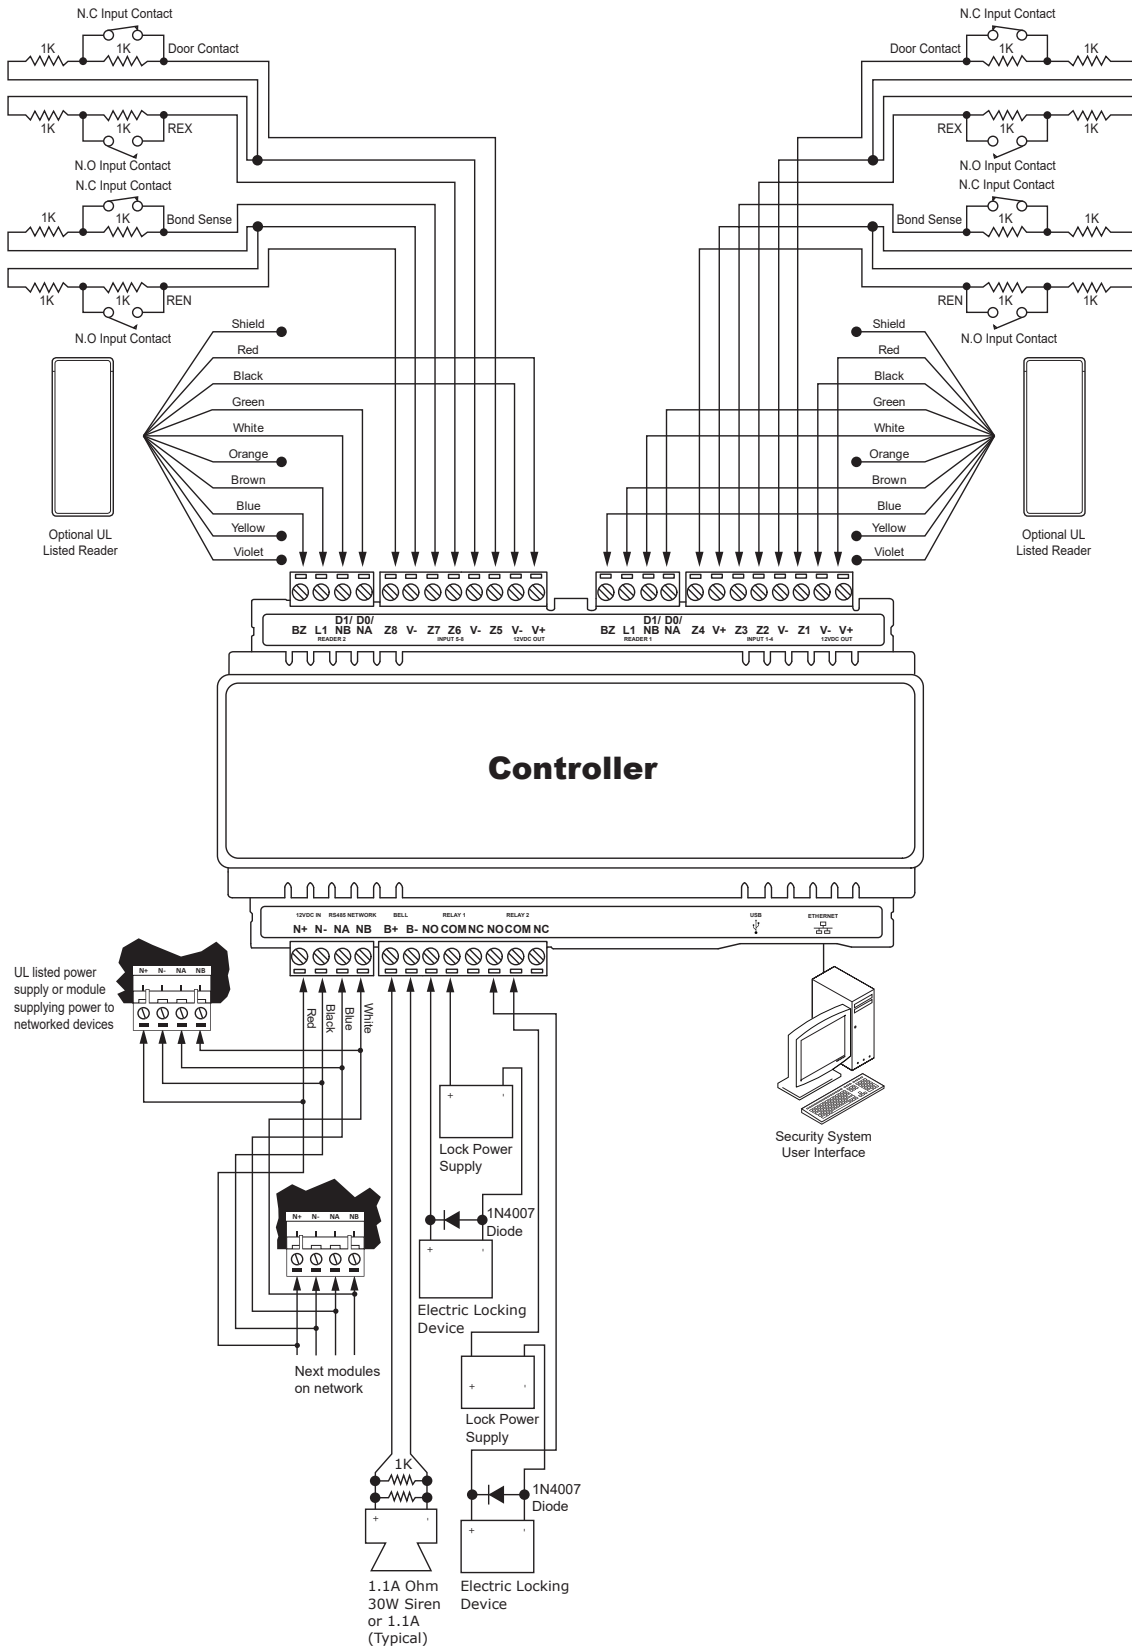 N.C Input Contact
1K
1K
Door Contact
1K
1K
REX
N.O Input Contact
N.C Input Contact
1K
1K
Bond Sense
1K
1K
REN
N.O Input Contact
N.C Input Contact
Door Contact
1K
1K
REX
1K
1K
N.O Input Contact
N.C Input Contact
Bond Sense
1K
1K
REN
1K
1K
N.O Input Contact
Shield
Red
Black
Green
White
Orange
Brown
Blue
Yellow
Violet
Optional UL
Listed Reader
Shield
Red
Black
Green
White
Orange
Brown
Blue
Yellow
Violet
Optional UL
Listed Reader
D1/ D0/
BZ L1 NB NA Z8 V- Z7 Z6 V- Z5 V- V+
READER 2 INPUT 5-8 12VDC OUT
D1/ D0/
BZ L1 NB NA Z4 V+ Z3 Z2 V- Z1 V- V+
READER 1 INPUT 1-4 12VDC OUT
Controller
12VDC IN RS485 NETWORK BELL RELAY 1 RELAY 2 USB ETHERNET
N+ N- NA NB B+ B- NO COM NC NO COM NC
UL listed power
supply or module
supplying power to
networked devices
N+ N- NA NB
Red
Black
Blue
White
+ -
Lock Power
Supply
Security System
User Interface
N+ N- NA NB
Next modules
on network
1N4007
Diode
+ -
Electric Locking
Device
+ -
Lock Power
Supply
1K
+ -
1.1A Ohm
30W Siren
or 1.1A
(Typical)
1N4007
Diode
+ -
Electric Locking
Device